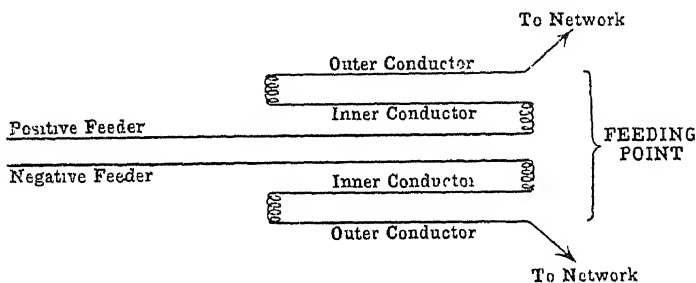 To Network
Outer Conductor
Inner Conductor
Positive Feeder
FEEDING
POINT
Negative Feeder
Inner Conductor
Outer Conductor
To Network